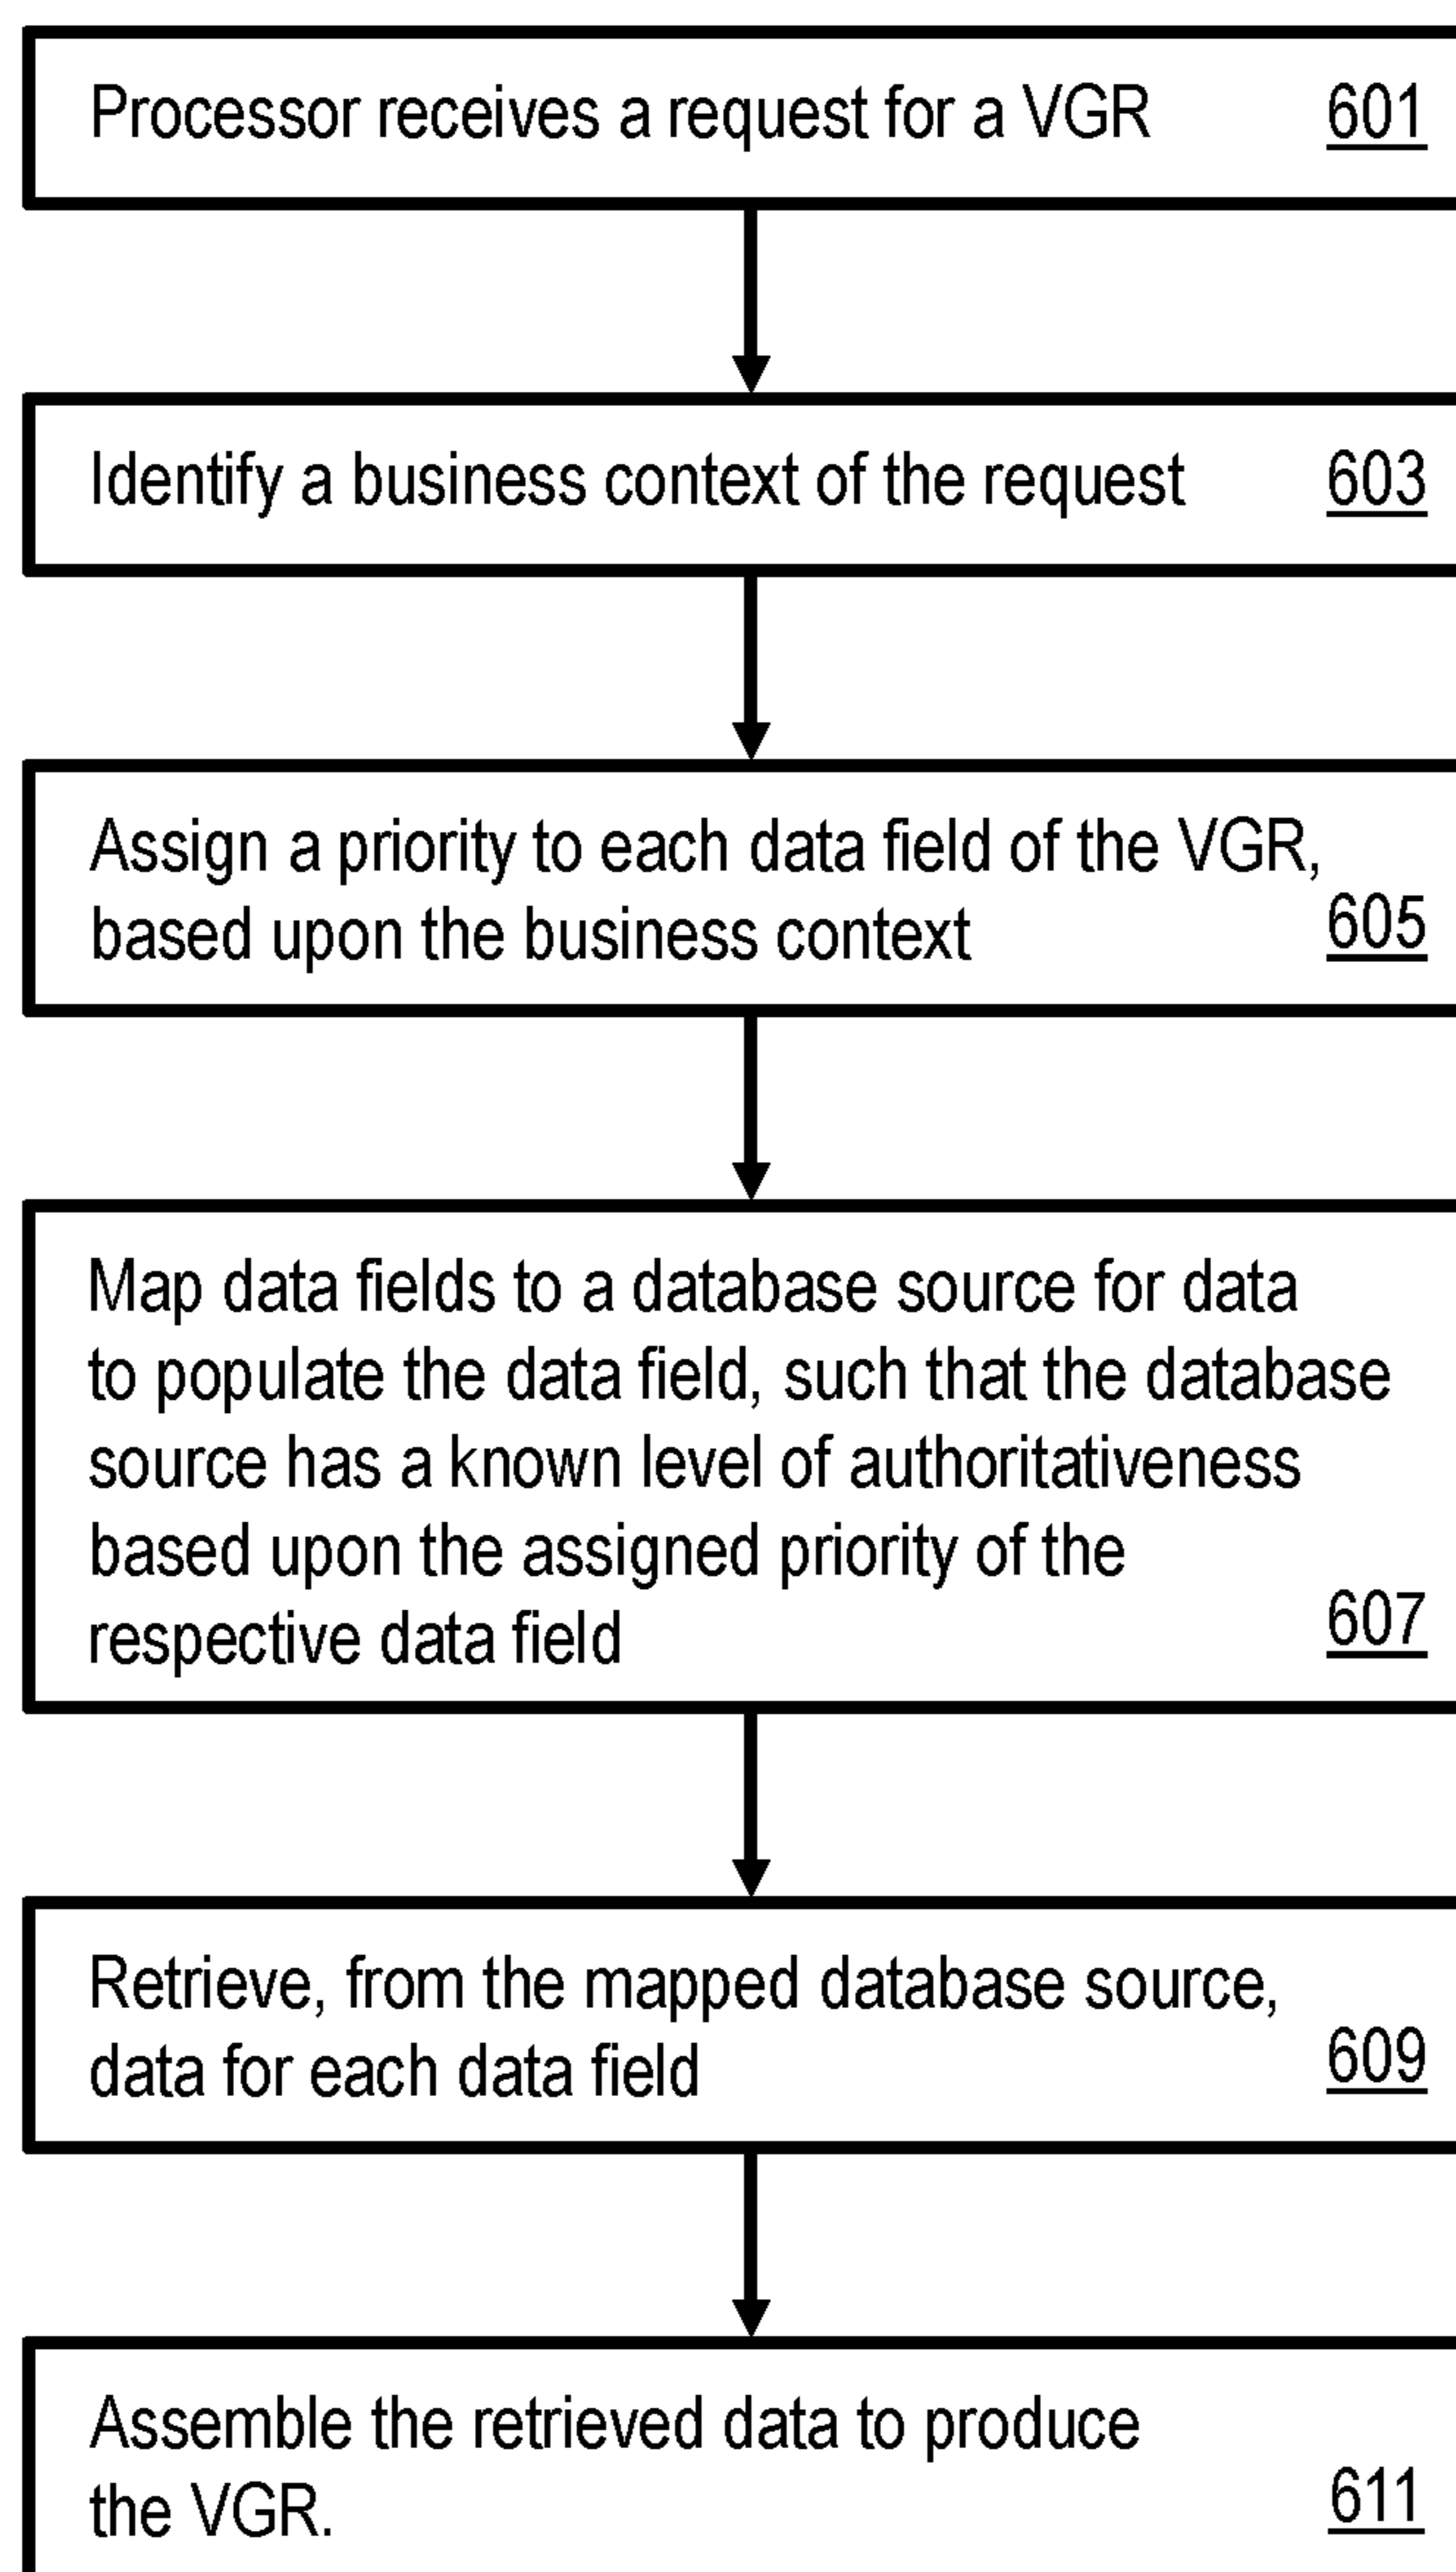 Processor receives a request for a VGR 601
Identify a business context of the request 603
Assign a priority to each data field of the VGR,
based upon the business context 605
Map data fields to a database source for data
to populate the data field, such that the database
source has a known level of authoritativeness
based upon the assigned priority of the
respective data field 607
Retrieve, from the mapped database source,
data for each data field 609
Assemble the retrieved data to produce
the VGR. 611